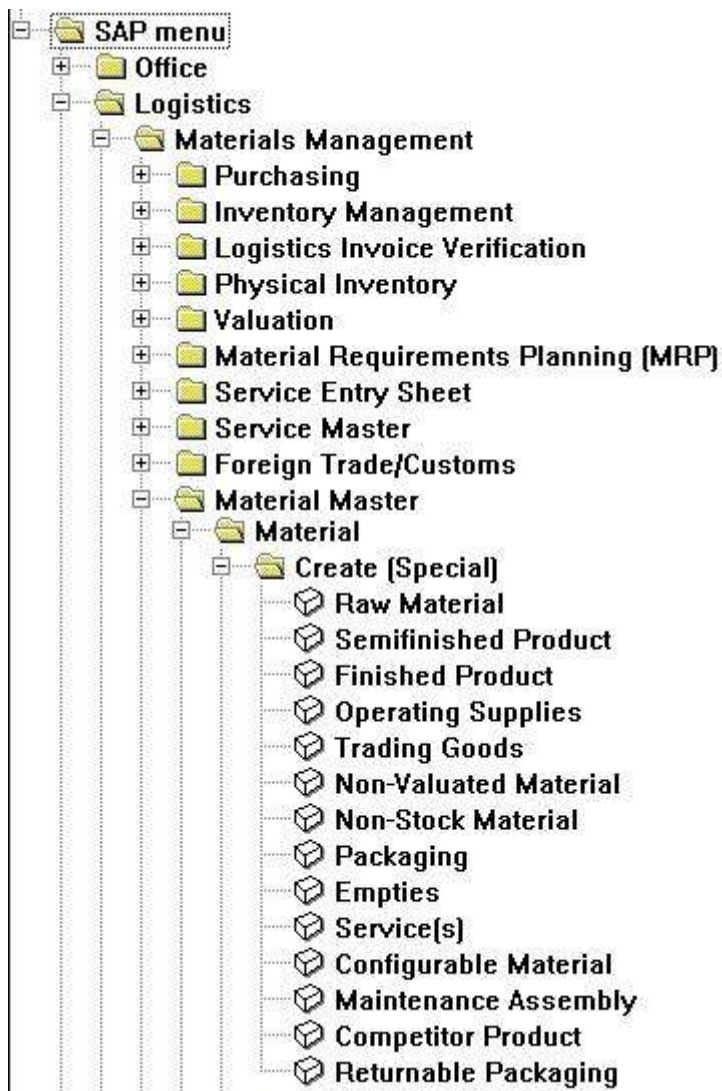 SAP menu
Office
Logistics
Materials Management
Purchasing
Inventory Management
Logistics Invoice Verification
Physical Inventory
Valuation
Material Requirements Planning (MRP)
Service Entry Sheet
Service Master
Foreign Trade/Customs
Material Master
Material
Create (Special)
Raw Material
Semifinished Product
Finished Product
Operating Supplies
Trading Goods
Non-Valuated Material
Non-Stock Material
Packaging
Empties
Service(s)
Configurable Material
Maintenance Assembly
Competitor Product
Returnable Packaging